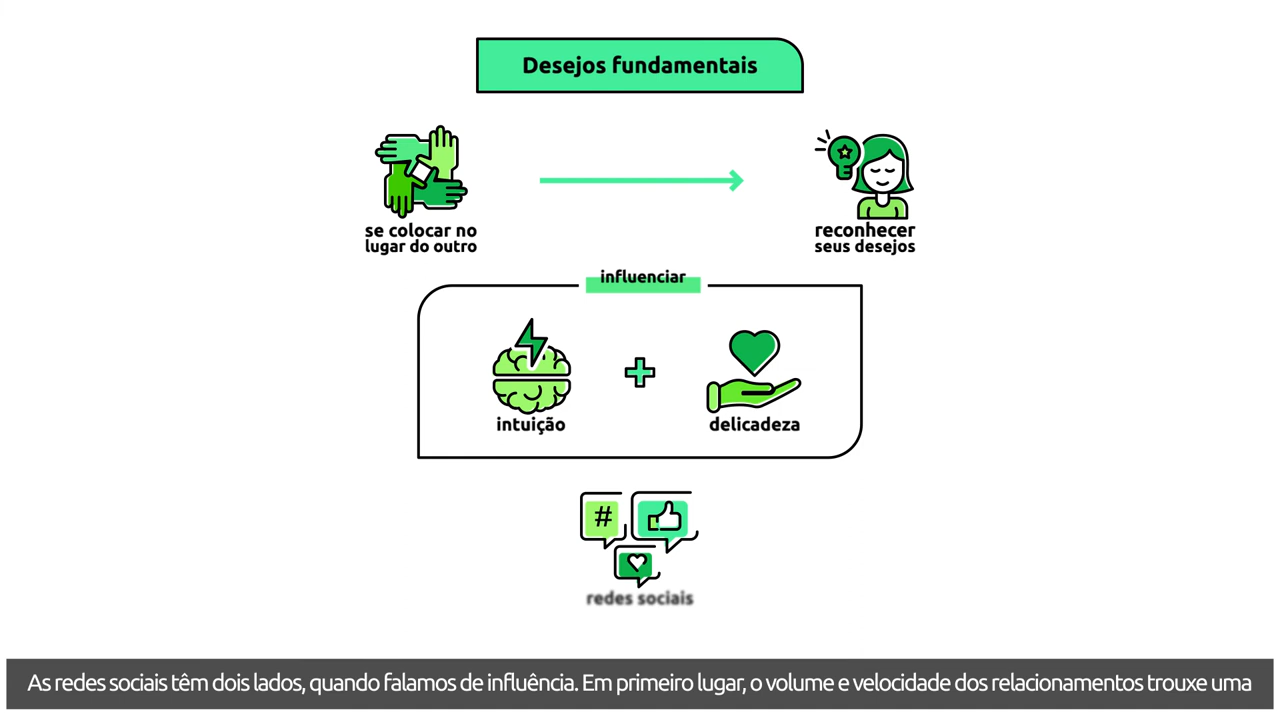 Desejos fundamentais
se colocar no
lugar do outro
reconhecer
seus desejos
influenciar
intuição
delicadeza
#
redes sociais
As redes sociais têm dois lados, quando falamos de influência. Em primeiro lugar, o volume e velocidade dos relacionamentos trouxe uma